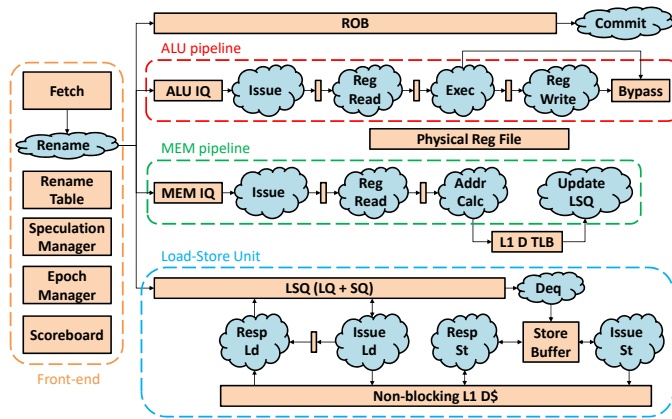 ROB
Commit
ALU pipeline
Fetch
ALU IQ
Issue
Reg
Read
Exec
Reg
Write
Bypass
Rename
Physical Reg File
MEM pipeline
Rename
Table
MEM IQ
Issue
Reg
Read
Addr
Calc
Update
LSQ
Speculation
Manager
L1 D TLB
Load-Store Unit
Epoch
Manager
LSQ (LQ + SQ)
Deq
Scoreboard
Resp
Ld
Issue
Ld
Resp
St
Store
Buffer
Issue
St
Front-end
Non-blocking L1 D$